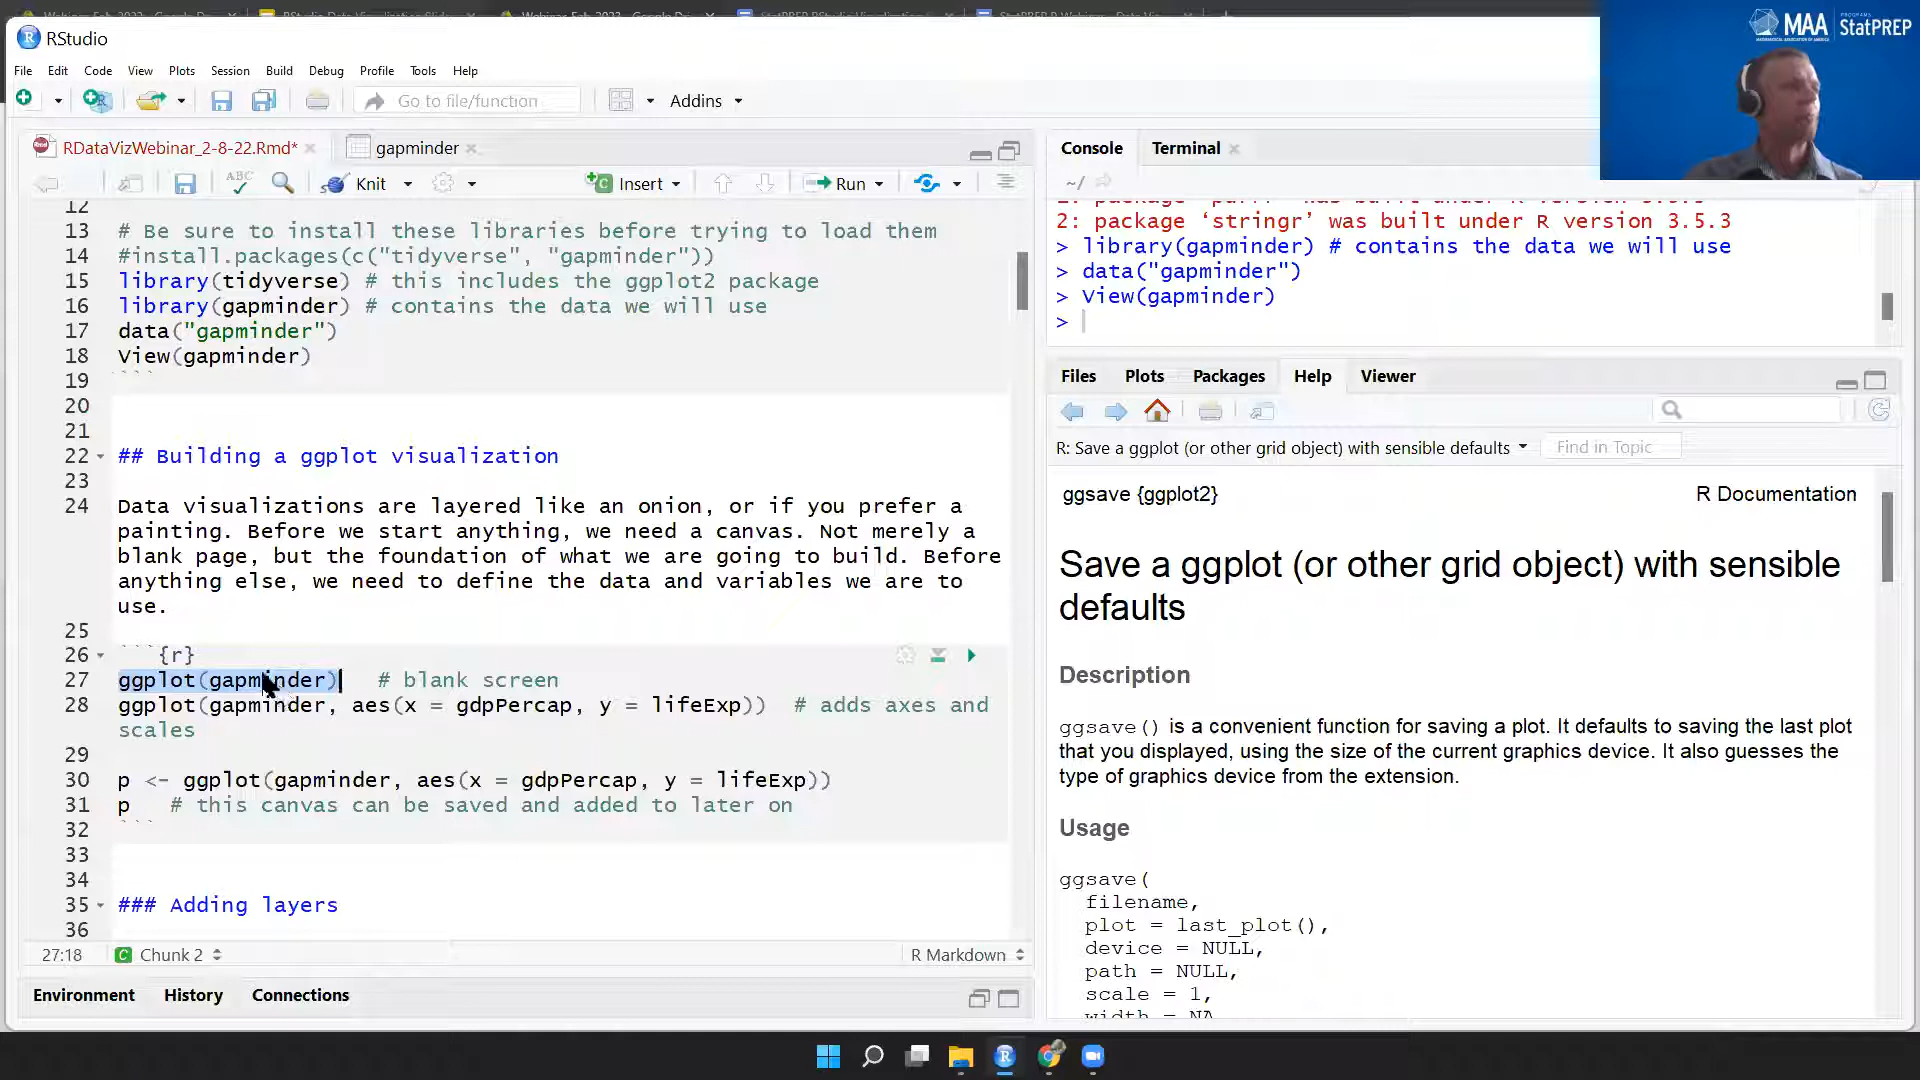 RStudio
File Edit Code View Plots Session Build Debug Profile Tools Help
Go to file/function Addins
MAA PROGRAMS StatPREP
RDataVizWebinar_2-8-22.Rmd* gapminder
ABC Knit Insert Run
12
13 # Be sure to install these libraries before trying to load them
14 #install.packages(c("tidyverse", "gapminder"))
15 library(tidyverse) # this includes the ggplot2 package
16 library(gapminder) # contains the data we will use
17 data("gapminder")
18 View(gapminder)
19 ```
20
21
22 ## Building a ggplot visualization
23
24 Data visualizations are layered like an onion, or if you prefer a
painting. Before we start anything, we need a canvas. Not merely a
blank page, but the foundation of what we are going to build. Before
anything else, we need to define the data and variables we are to
use.
25
26 ```{r}
27 ggplot(gapminder) # blank screen
28 ggplot(gapminder, aes(x = gdpPercap, y = lifeExp)) # adds axes and
scales
29
30 p <- ggplot(gapminder, aes(x = gdpPercap, y = lifeExp))
31 p # this canvas can be saved and added to later on
32 ```
33
34
35 ### Adding layers
36
27:18 Chunk 2 R Markdown
Environment History Connections
Console Terminal
~/
2: package ‘stringr’ was built under R version 3.5.3
> library(gapminder) # contains the data we will use
> data("gapminder")
> View(gapminder)
>
Files Plots Packages Help Viewer
R: Save a ggplot (or other grid object) with sensible defaults Find in Topic
ggsave {ggplot2} R Documentation
Save a ggplot (or other grid object) with sensible
defaults
Description
ggsave() is a convenient function for saving a plot. It defaults to saving the last plot
that you displayed, using the size of the current graphics device. It also guesses the
type of graphics device from the extension.
Usage
ggsave(
filename,
plot = last_plot(),
device = NULL,
path = NULL,
scale = 1,
width = NA